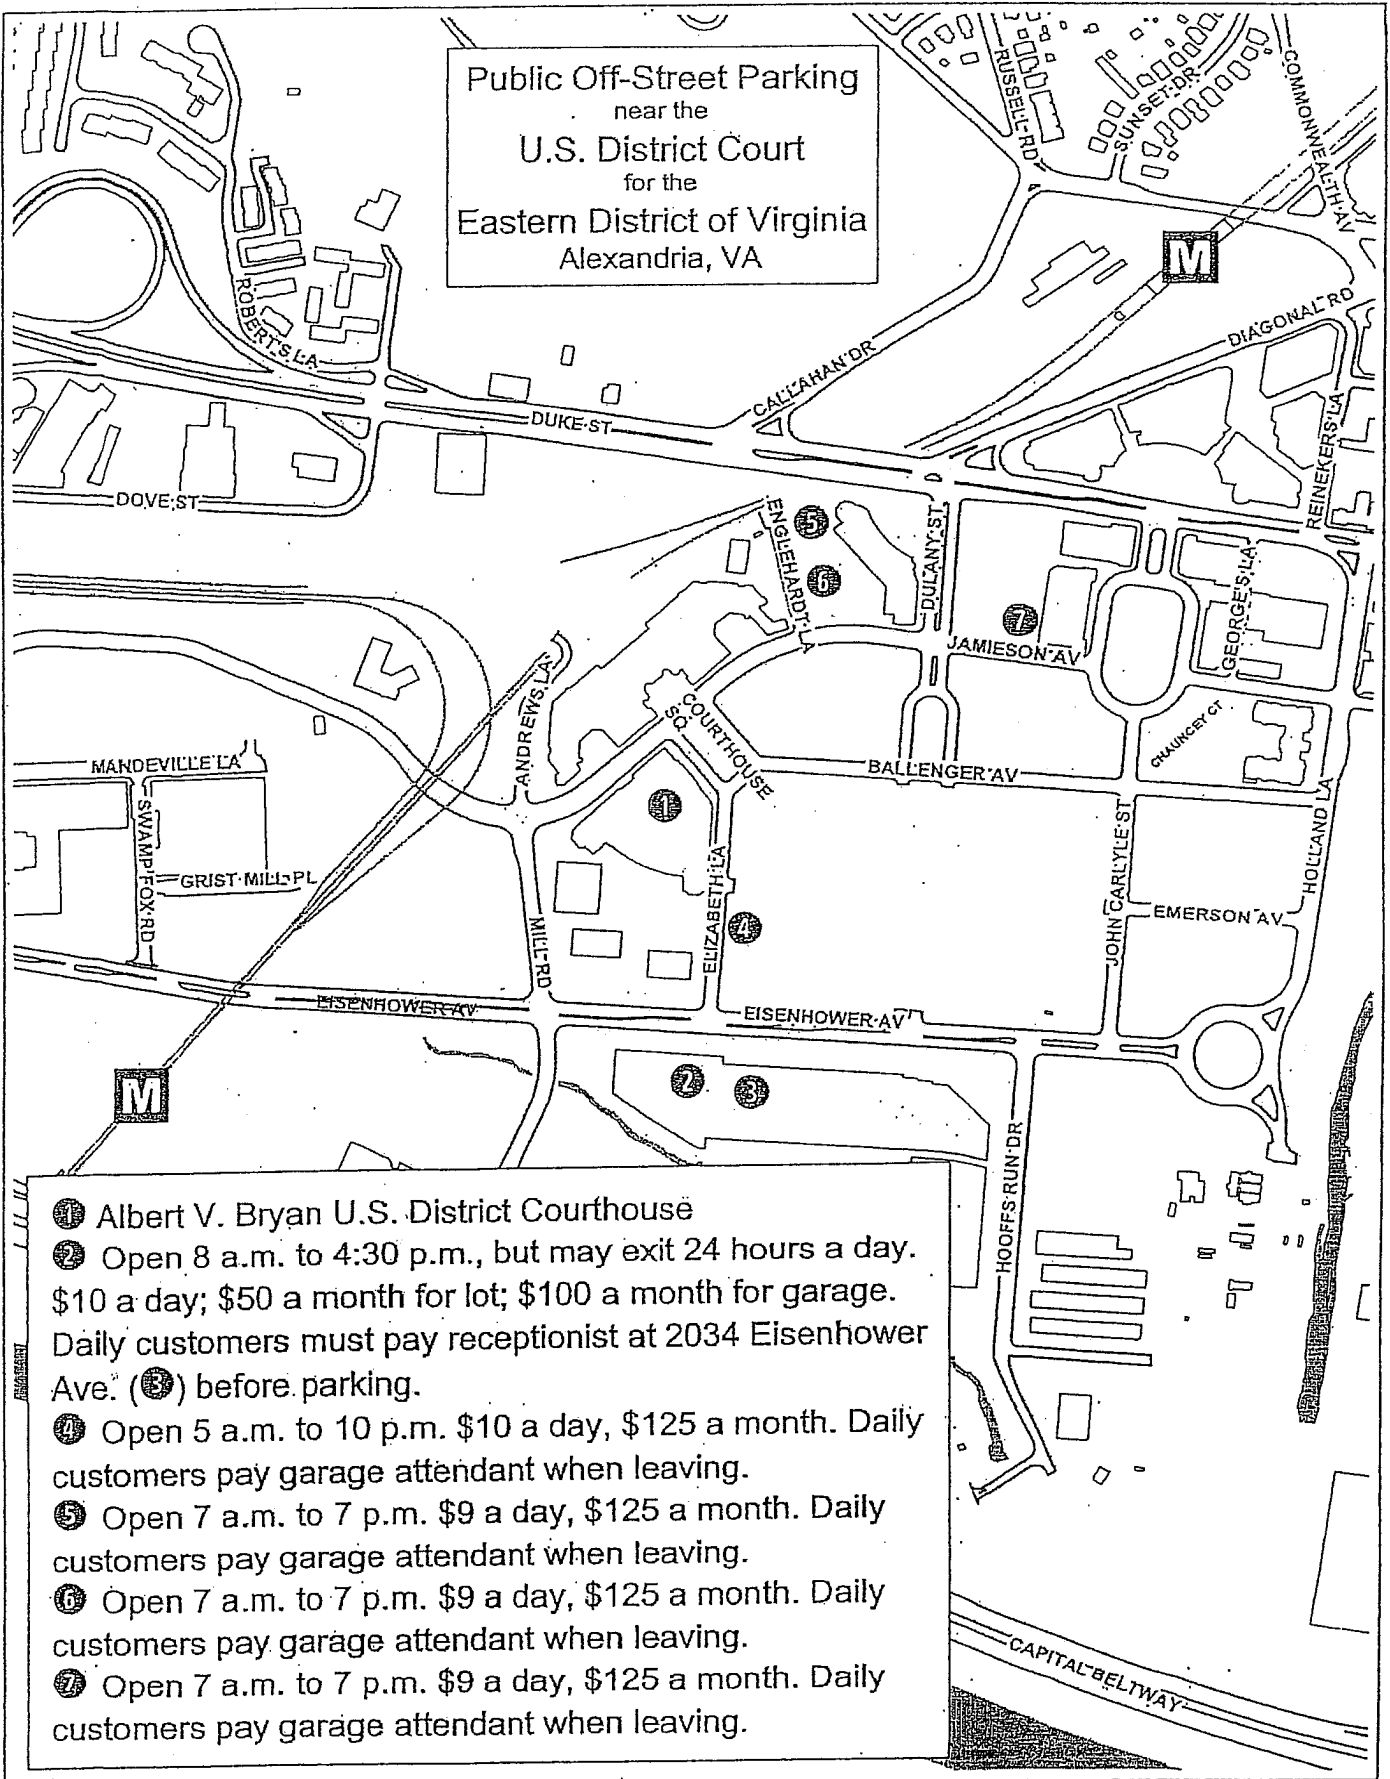 Public Off-Street Parking
near the
U.S. District Court
for the
Eastern District of Virginia
Alexandria, VA
RUSSELL RD
SUNSET DR
COMMONWEALTH AV
M
ROBERTS LA
CALLAHAN DR
DIAGONAL RD
DUKE ST
REINEKERS LA
DOVE ST
ENGLEHARDT LA
5
6
DULANY ST
7
GEORGES LA
JAMIESON AV
ANDREWS LA
COURTHOUSE SQ
CHAUNCEY CT
MANDEVILLE LA
BALLENGER AV
SWAMP FOX RD
1
JOHN CARLYLE ST
HOLLAND LA
GRIST MILL PL
ELIZABETH LA
EMERSON AV
MILL RD
4
EISENHOWER AV
EISENHOWER AV
M
2
3
HOOFFS RUN DR
1 Albert V. Bryan U.S. District Courthouse
2 Open 8 a.m. to 4:30 p.m., but may exit 24 hours a day.
$10 a day; $50 a month for lot; $100 a month for garage.
Daily customers must pay receptionist at 2034 Eisenhower
Ave. (3) before parking.
4 Open 5 a.m. to 10 p.m. $10 a day, $125 a month. Daily
customers pay garage attendant when leaving.
5 Open 7 a.m. to 7 p.m. $9 a day, $125 a month. Daily
customers pay garage attendant when leaving.
6 Open 7 a.m. to 7 p.m. $9 a day, $125 a month. Daily
customers pay garage attendant when leaving.
7 Open 7 a.m. to 7 p.m. $9 a day, $125 a month. Daily
customers pay garage attendant when leaving.
CAPITAL BELTWAY